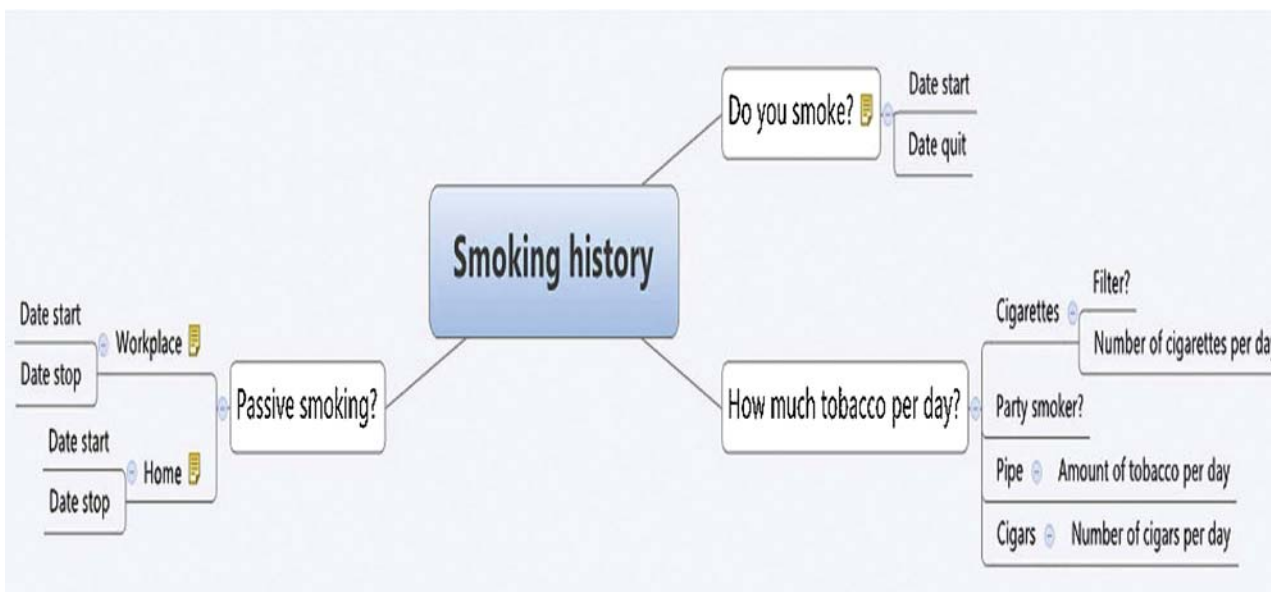 Smoking history
Do you smoke?
Date start
Date quit
How much tobacco per day?
Cigarettes
Filter?
Number of cigarettes per
Party smoker?
Pipe
Amount of tobacco per day
Cigars
Number of cigars per day
Passive smoking?
Workplace
Date start
Date stop
Home
Date start
Date stop